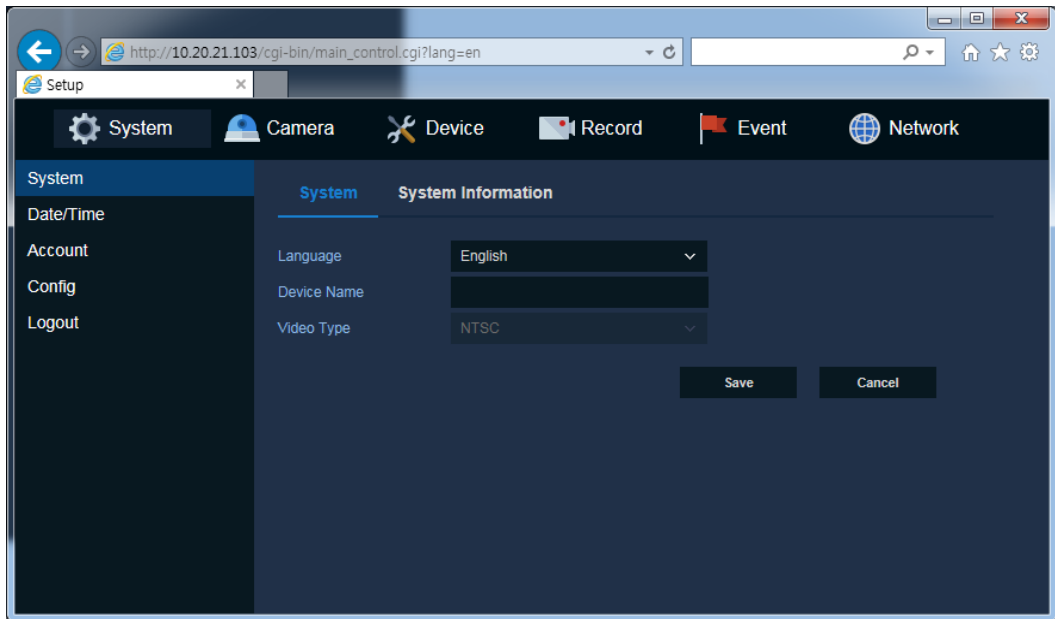 http://10.20.21.103/cgi-bin/main_control.cgi?lang=en
Setup
System Camera Device Record Event Network
System
Date/Time
Account
Config
Logout
System System Information
Language English
Device Name
Video Type NTSC
Save Cancel